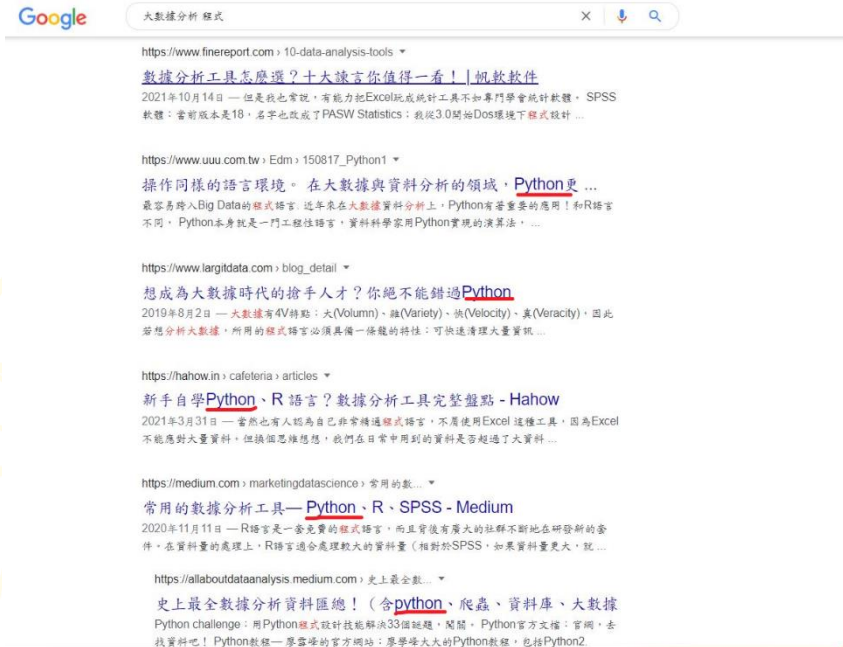 Google
大數據分析 程式
https://www.finereport.com › 10-data-analysis-tools
數據分析工具怎麼選？十大諫言你值得一看！ | 帆軟軟件
2021年10月14日 — 但是我也常說，有能力把Excel玩成統計工具不如專門學會統計軟體。 SPSS
軟體：當前版本是18，名字也改成了PASW Statistics；我從3.0開始Dos環境下程式設計 ...
https://www.uuu.com.tw › Edm › 150817_Python1
操作同樣的語言環境。 在大數據與資料分析的領域，Python更 ...
最容易跨入Big Data的程式語言. 近年來在大數據資料分析上，Python有著重要的應用！和R語言
不同， Python本身就是一門工程性語言，資料科學家用Python實現的演算法， ...
https://www.largitdata.com › blog_detail
想成為大數據時代的搶手人才？你絕不能錯過Python
2019年8月2日 — 大數據有4V特點：大(Volumn)、雜(Variety)、快(Velocity)、真(Veracity)，因此
若想分析大數據，所用的程式語言必須具備一條龍的特性：可快速清理大量資訊 ...
https://hahow.in › cafeteria › articles
新手自學Python、R 語言？數據分析工具完整盤點 - Hahow
2021年3月31日 — 當然也有人認為自己非常精通程式語言，不屑使用Excel 這種工具，因為Excel
不能應對大量資料，但換個思維想想，我們在日常中用到的資料是否超過了大資料 ...
https://medium.com › marketingdatascience › 常用的數...
常用的數據分析工具— Python、R、SPSS - Medium
2020年11月11日 — R語言是一套免費的程式語言，而且背後有廣大的社群不斷地在研發新的套
件。在資料量的處理上，R語言適合處理較大的資料量（相對於SPSS，如果資料量更大，就 ...
https://allaboutdataanalysis.medium.com › 史上最全數...
史上最全數據分析資料匯總！（含python、爬蟲、資料庫、大數據
Python challenge：用Python程式設計技能解決33個謎題，闖關。 Python官方文檔：官網，去
找資料吧！ Python教程— 廖雪峰的官方網站：廖學峰大大的Python教程，包括Python2.